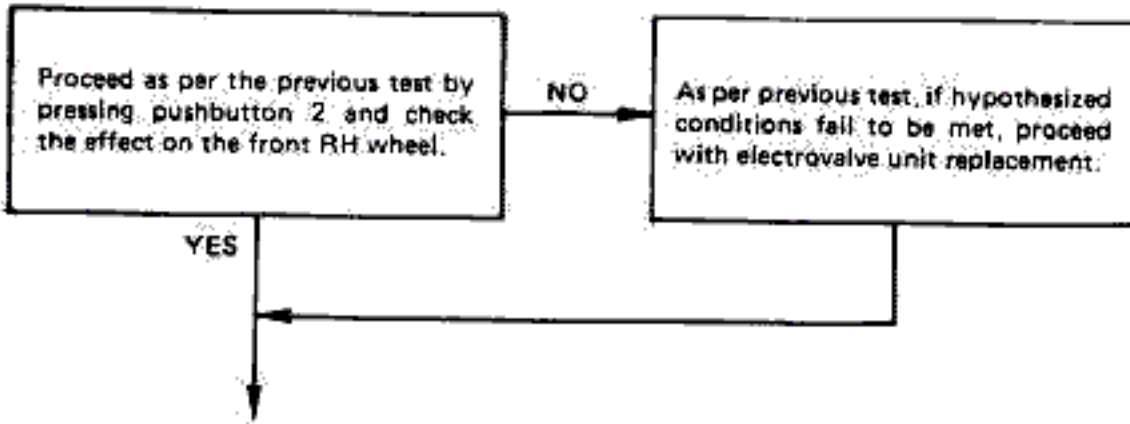 Proceed as per the previous test by
pressing pushbutton 2 and check
the effect on the front RH wheel.
NO
As per previous test, if hypothesized
conditions fail to be met, proceed
with electrovalve unit replacement.
YES